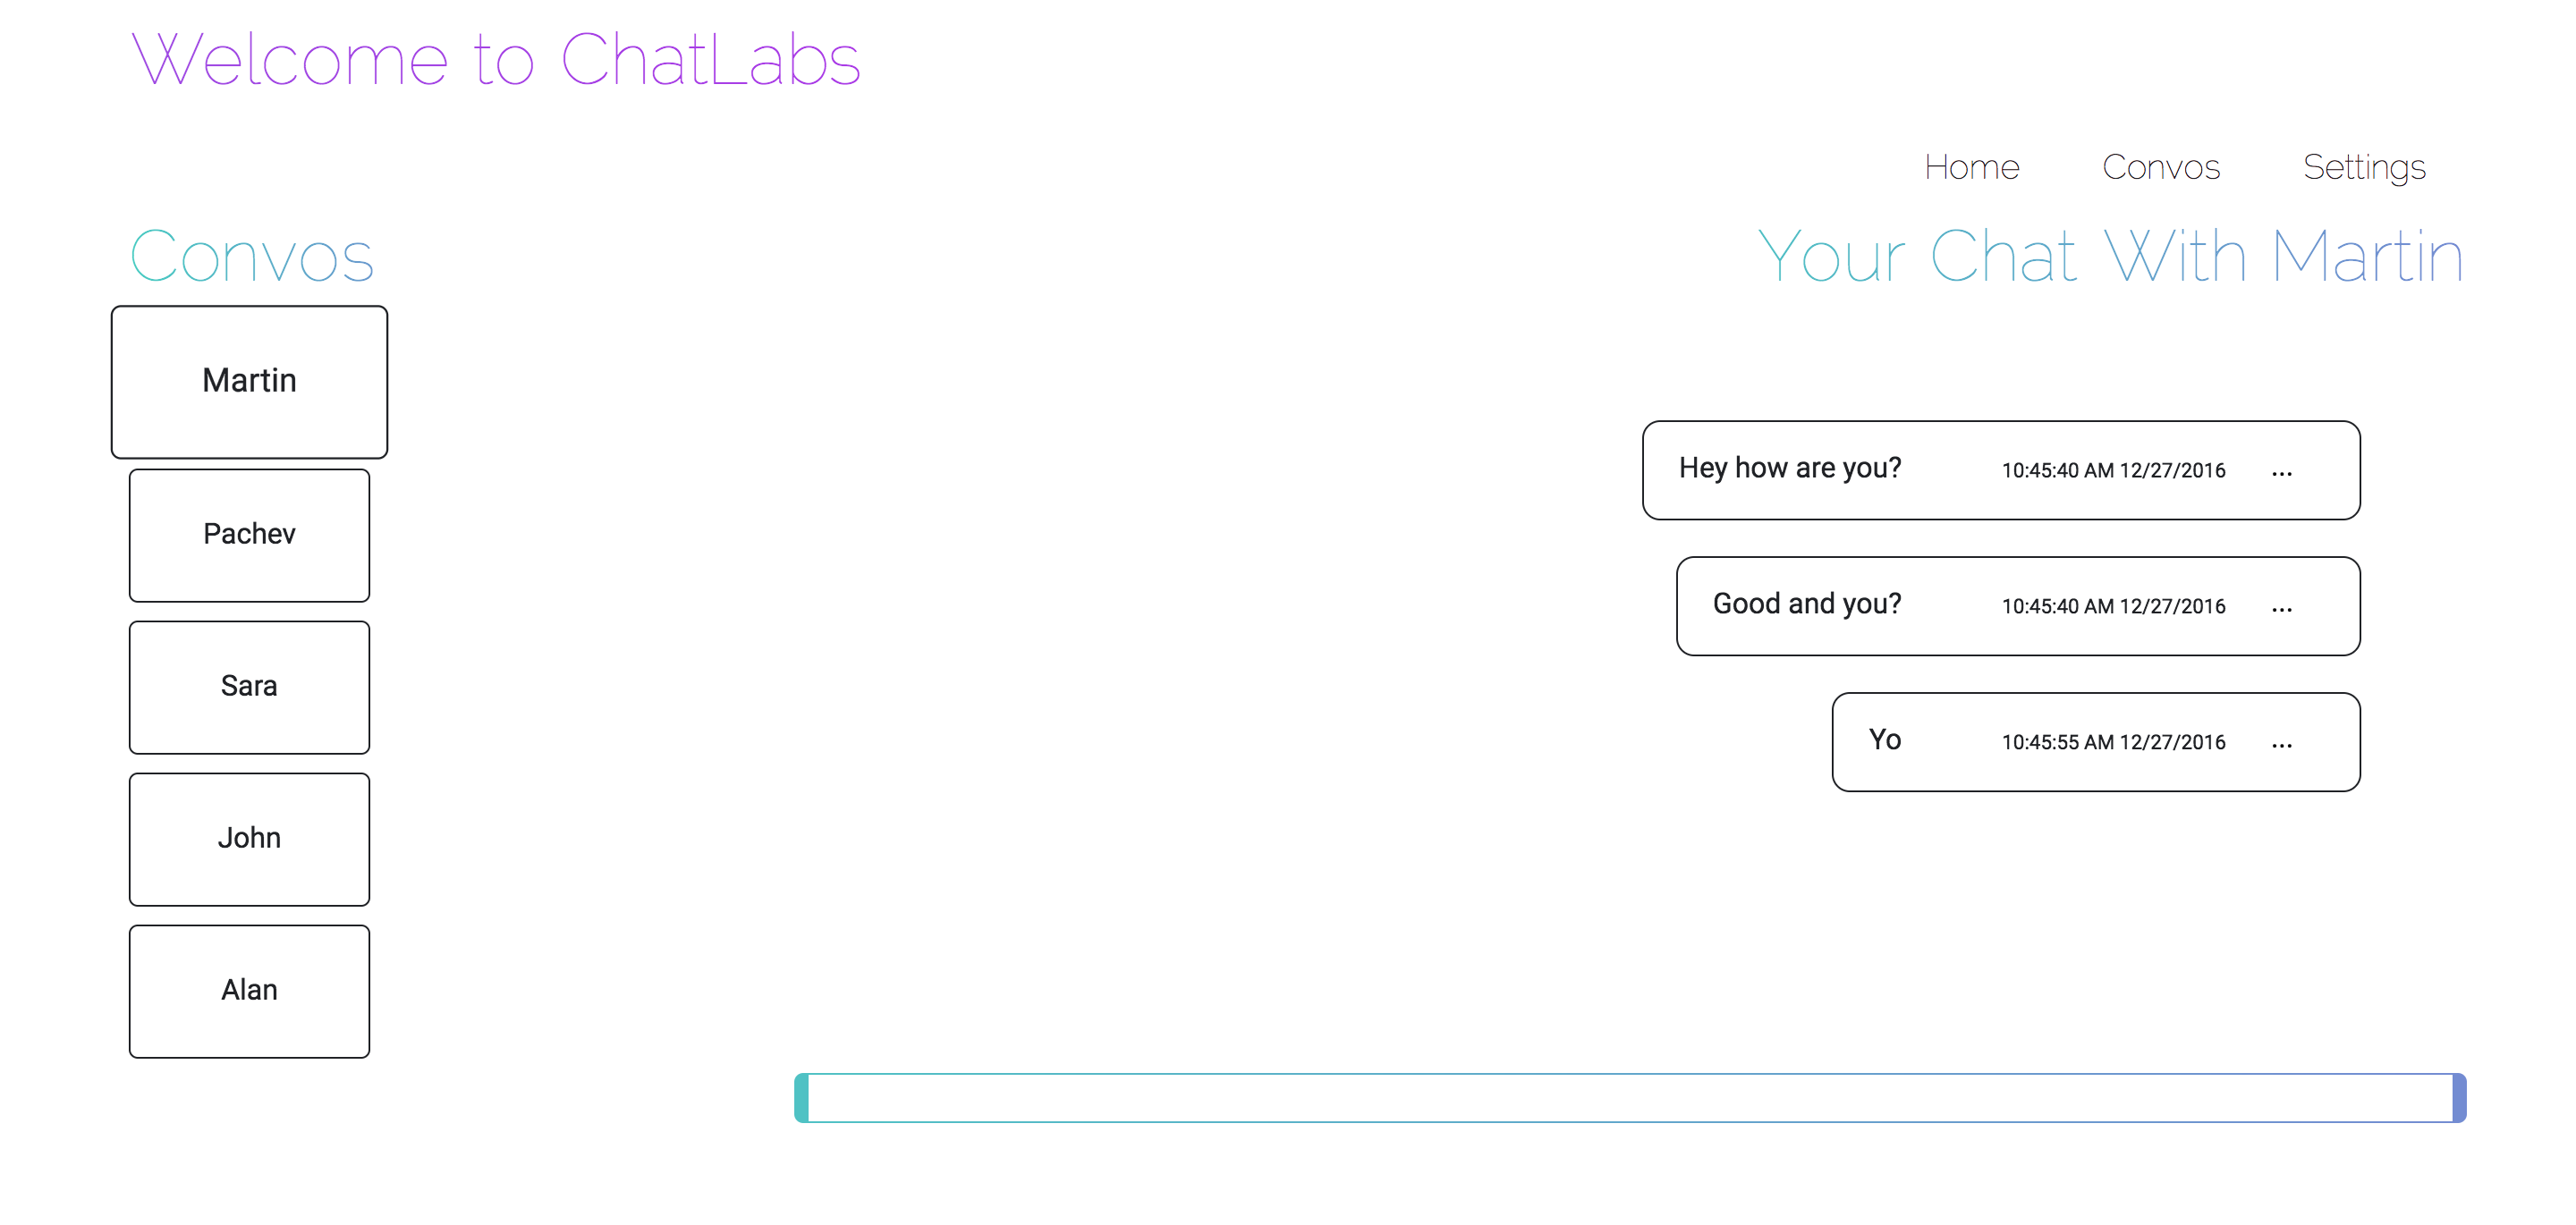 Welcome to ChatLabs
Home Convos Settings
Convos
Your Chat With Martin
Martin
Pachev
Sara
John
Alan
Hey how are you? 10:45:40 AM 12/27/2016 ...
Good and you? 10:45:40 AM 12/27/2016 ...
Yo 10:45:55 AM 12/27/2016 ...